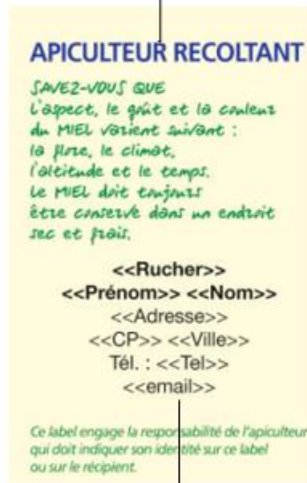 APICULTEUR RECOLTANT
SAVEZ-VOUS QUE
L'aspect, le goût et la couleur
du MIEL varient suivant :
la flore, le climat,
l'altitude et le temps.
Le MIEL doit toujours
être conservé dans un endroit
sec et frais.
<<Rucher>>
<<Prénom>> <<Nom>>
<<Adresse>>
<<CP>> <<Ville>>
Tél. : <<Tel>>
<<email>>
Ce label engage la responsabilité de l'apiculteur
qui doit indiquer son identité sur ce label
ou sur le récipient.